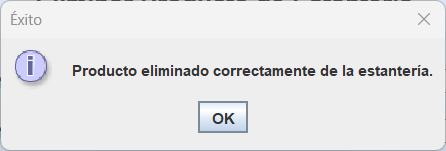 Éxito
Producto eliminado correctamente de la estantería.
OK